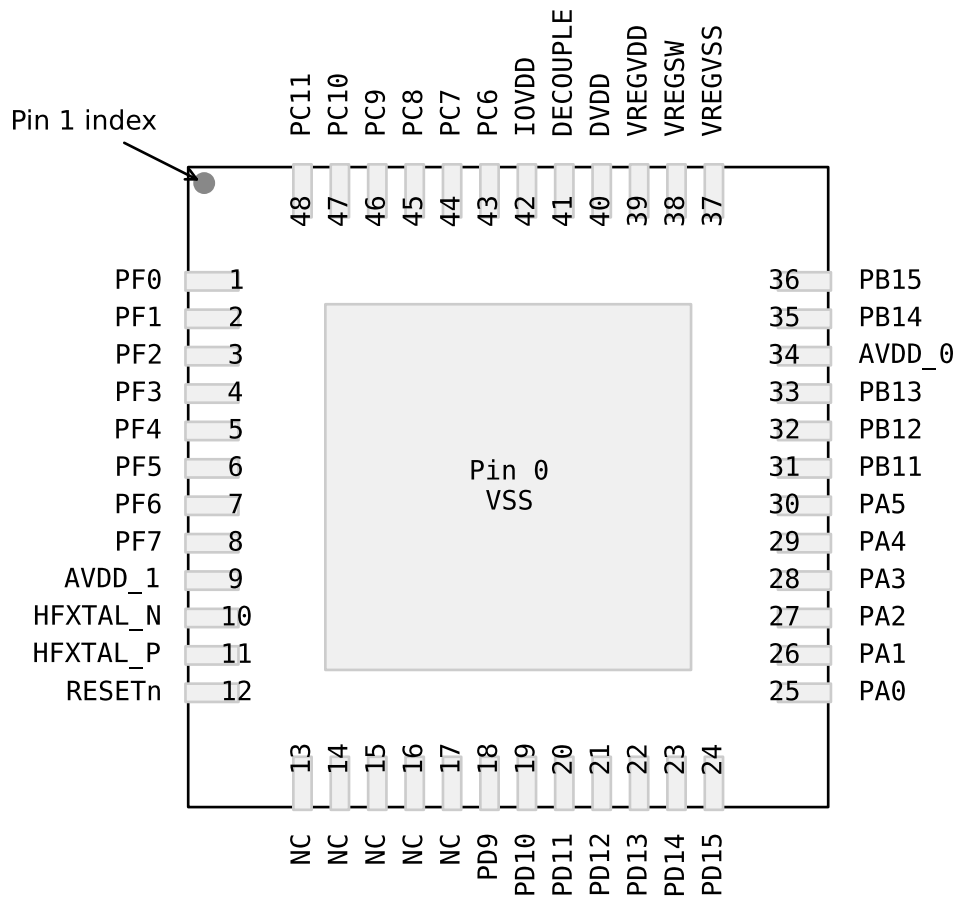 PC11 PC10 PC9 PC8 PC7 PC6 IOVDD DECOUPLE DVDD VREGVDD VREGSW VREGVSS
Pin 1 index
48 47 46 45 44 43 42 41 40 39 38 37
PF0 1 36 PB15
PF1 2 35 PB14
PF2 3 34 AVDD_0
PF3 4 33 PB13
PF4 5 32 PB12
PF5 6 31 PB11
Pin 0
VSS
PF6 7 30 PA5
PF7 8 29 PA4
AVDD_1 9 28 PA3
HFXTAL_N 10 27 PA2
HFXTAL_P 11 26 PA1
RESETn 12 25 PA0
13 14 15 16 17 18 19 20 21 22 23 24
NC NC NC NC NC PD9 PD10 PD11 PD12 PD13 PD14 PD15